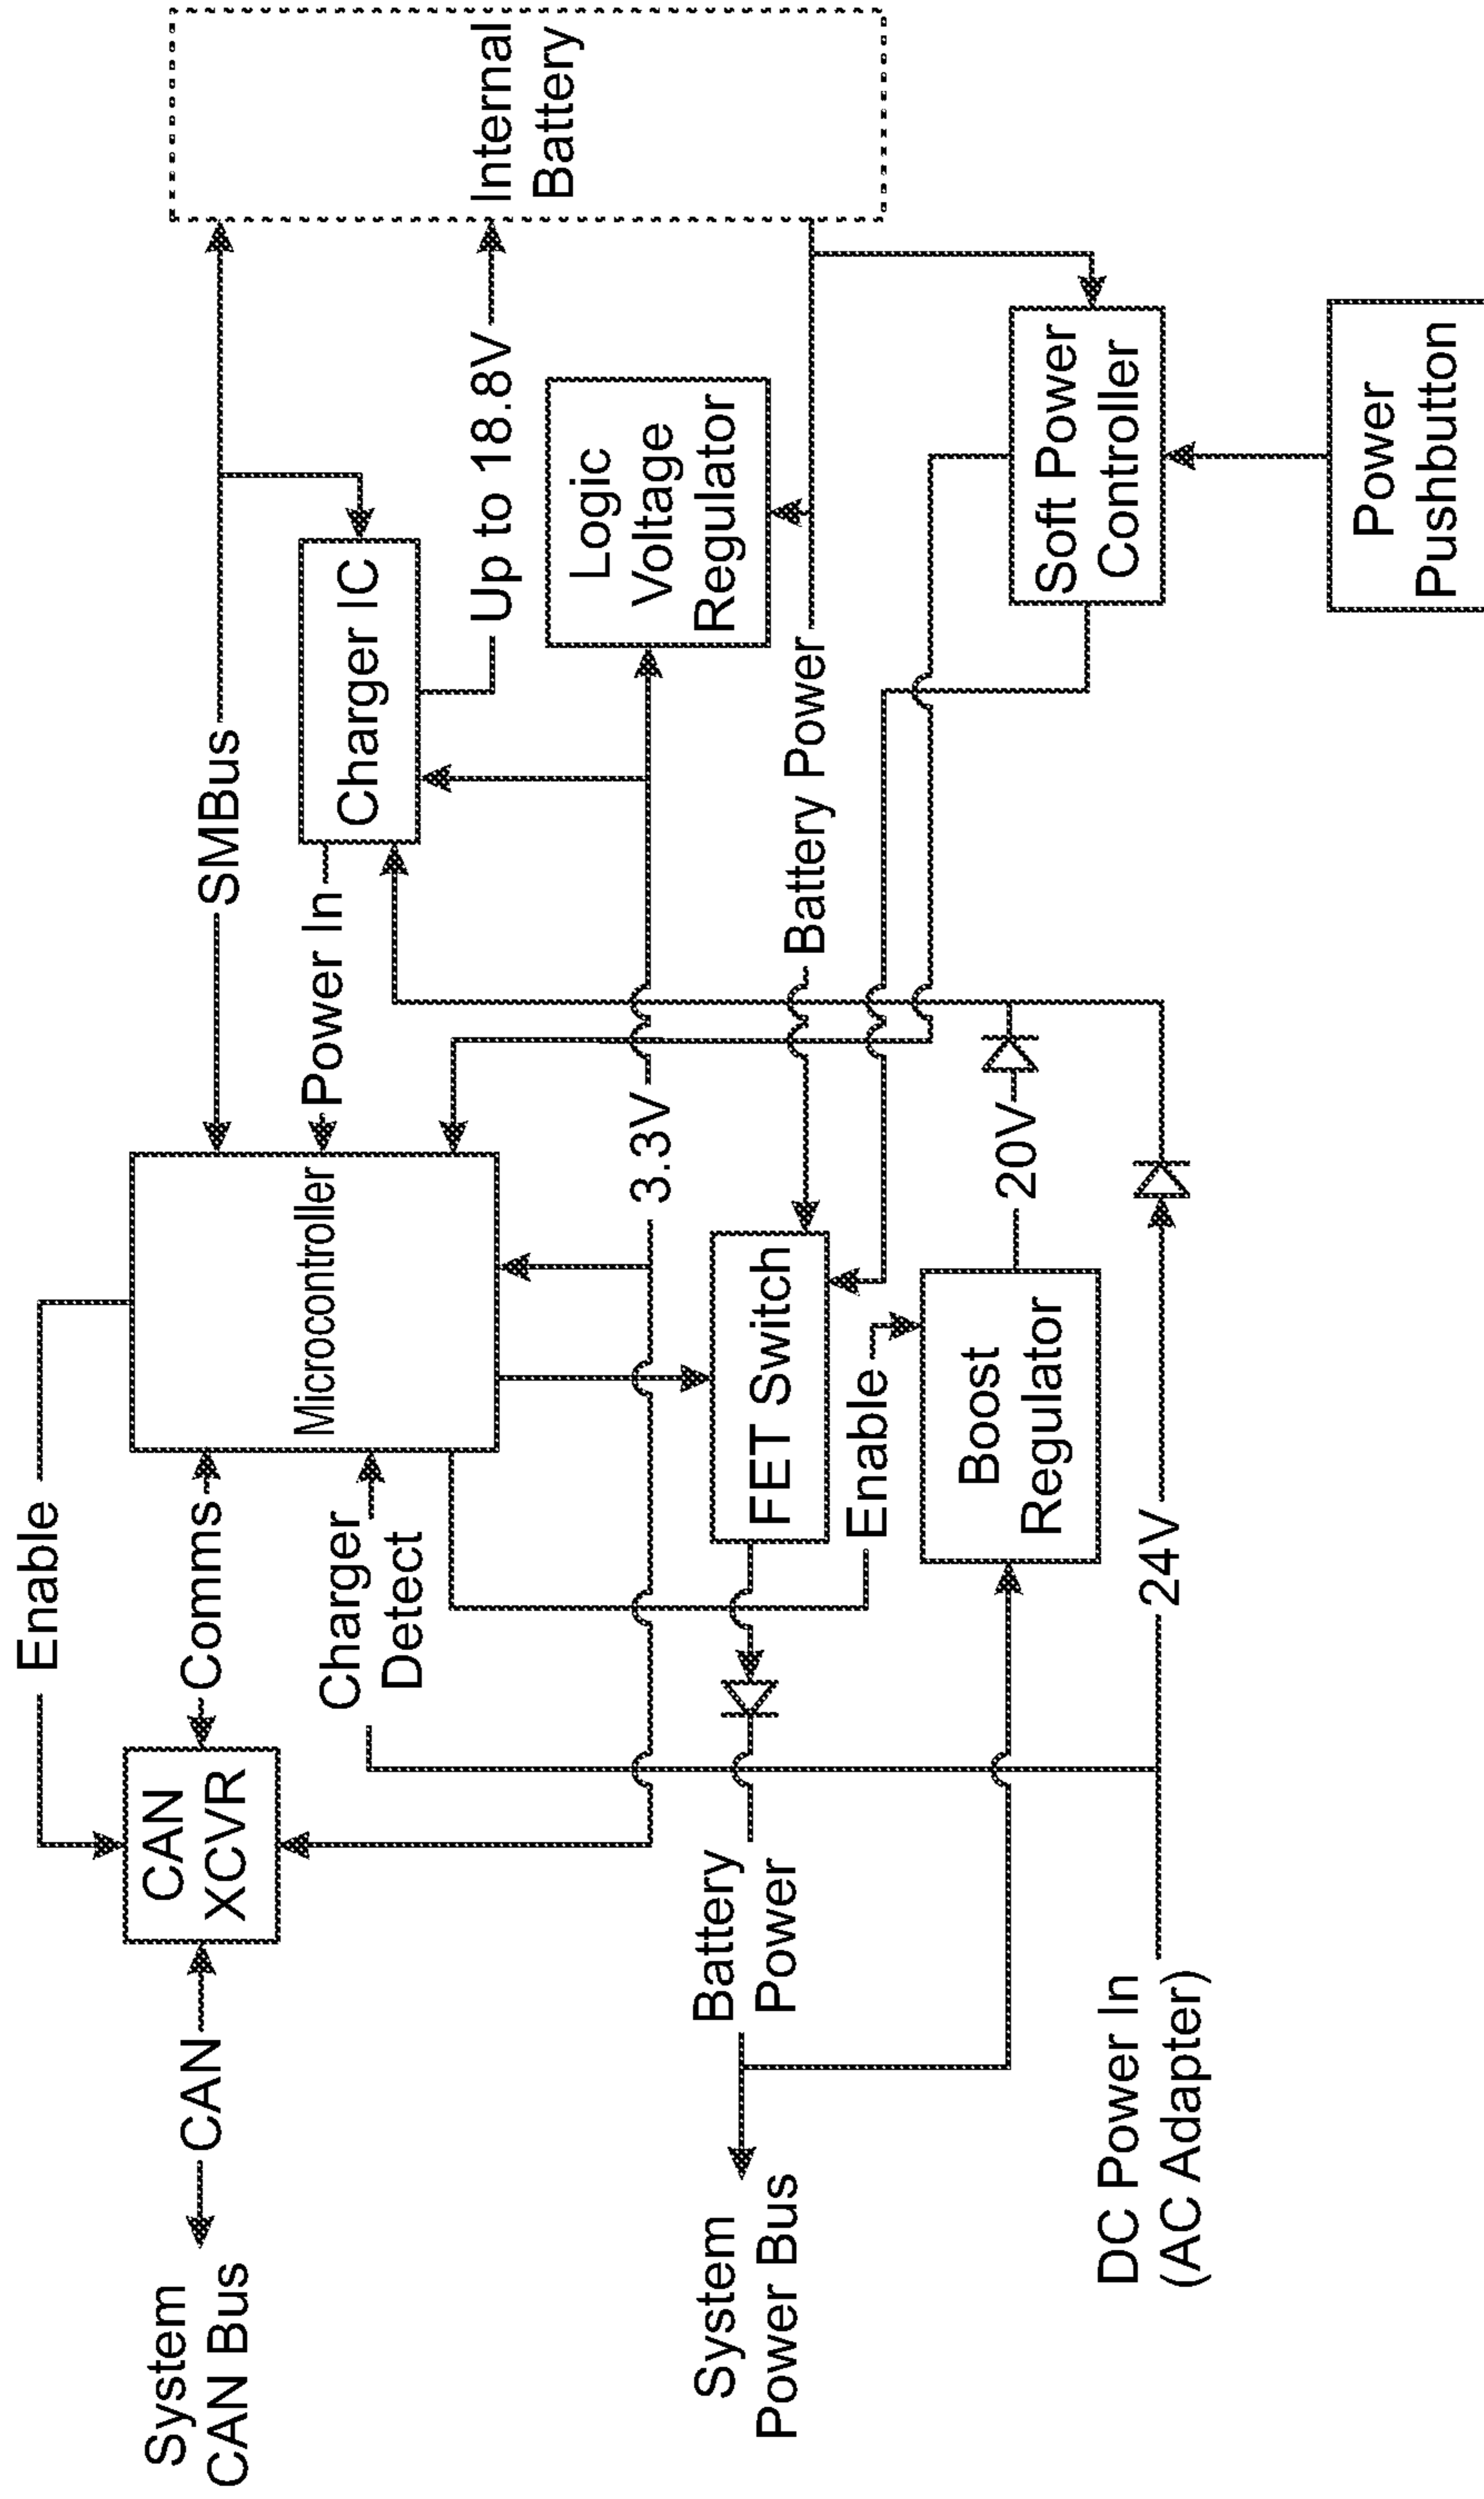 System
CAN Bus
CAN
CAN
XCVR
Enable
Comms
Charger
Detect
Microcontroller
SMBus
Power In
Charger IC
Up to 18.8V
Internal
Battery
3.3V
Logic
Voltage
Regulator
System
Power Bus
Battery
Power
FET Switch
Battery Power
Enable
Boost
Regulator
20V
Soft Power
Controller
DC Power In
(AC Adapter)
24V
Power
Pushbutton